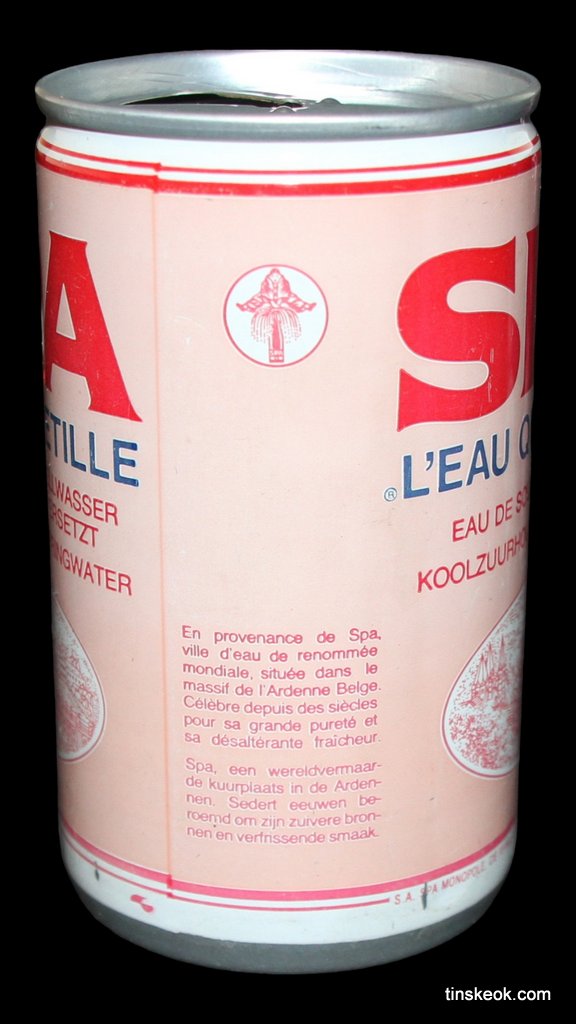 A
ETILLE
LWASSER
RSETZT
RINGWATER
En provenance de Spa,
ville d'eau de renommée
mondiale, située dans le
massif de l'Ardenne Belge.
Célèbre depuis des siècles
pour sa grande pureté et
sa désaltérante fraîcheur.
Spa, een wereldvermaar-
de kuurplaats in de Arden-
nen. Sedert eeuwen be-
roemd om zijn zuivere bron-
nen en verfrissende smaak.
S
® L'EAU
EAU DE
KOOLZUURHO
S.A. SPA MONOPOLE
tinskeok.com